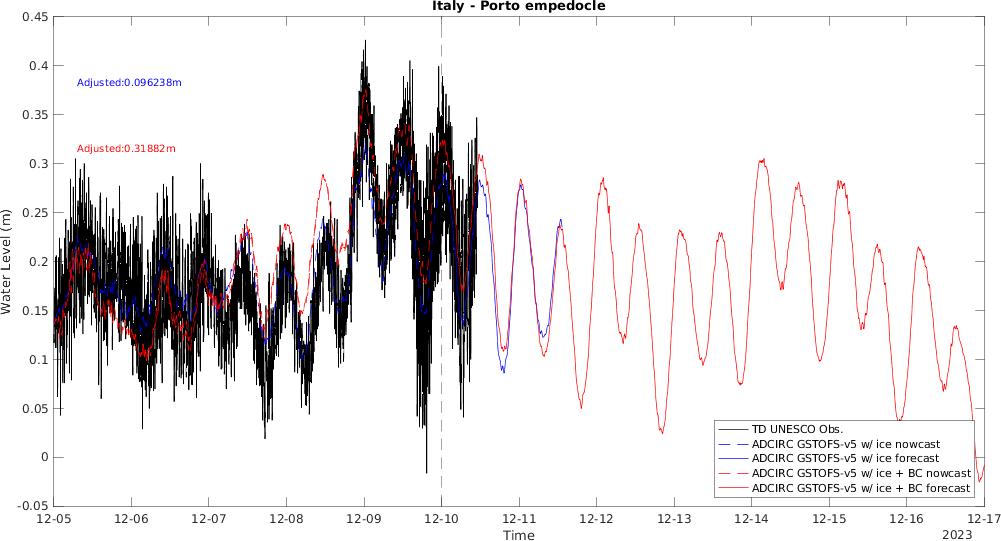 Italy - Porto empedocle
0.45
0.4
0.35
0.3
0.25
0.2
0.15
0.1
0.05
0
-0.05
Water Level (m)
Adjusted:0.096238m
Adjusted:0.31882m
TD UNESCO Obs.
ADCIRC GSTOFS-v5 w/ ice nowcast
ADCIRC GSTOFS-v5 w/ ice forecast
ADCIRC GSTOFS-v5 w/ ice + BC nowcast
ADCIRC GSTOFS-v5 w/ ice + BC forecast
12-05 12-06 12-07 12-08 12-09 12-10 12-11 12-12 12-13 12-14 12-15 12-16 12-17
Time
2023